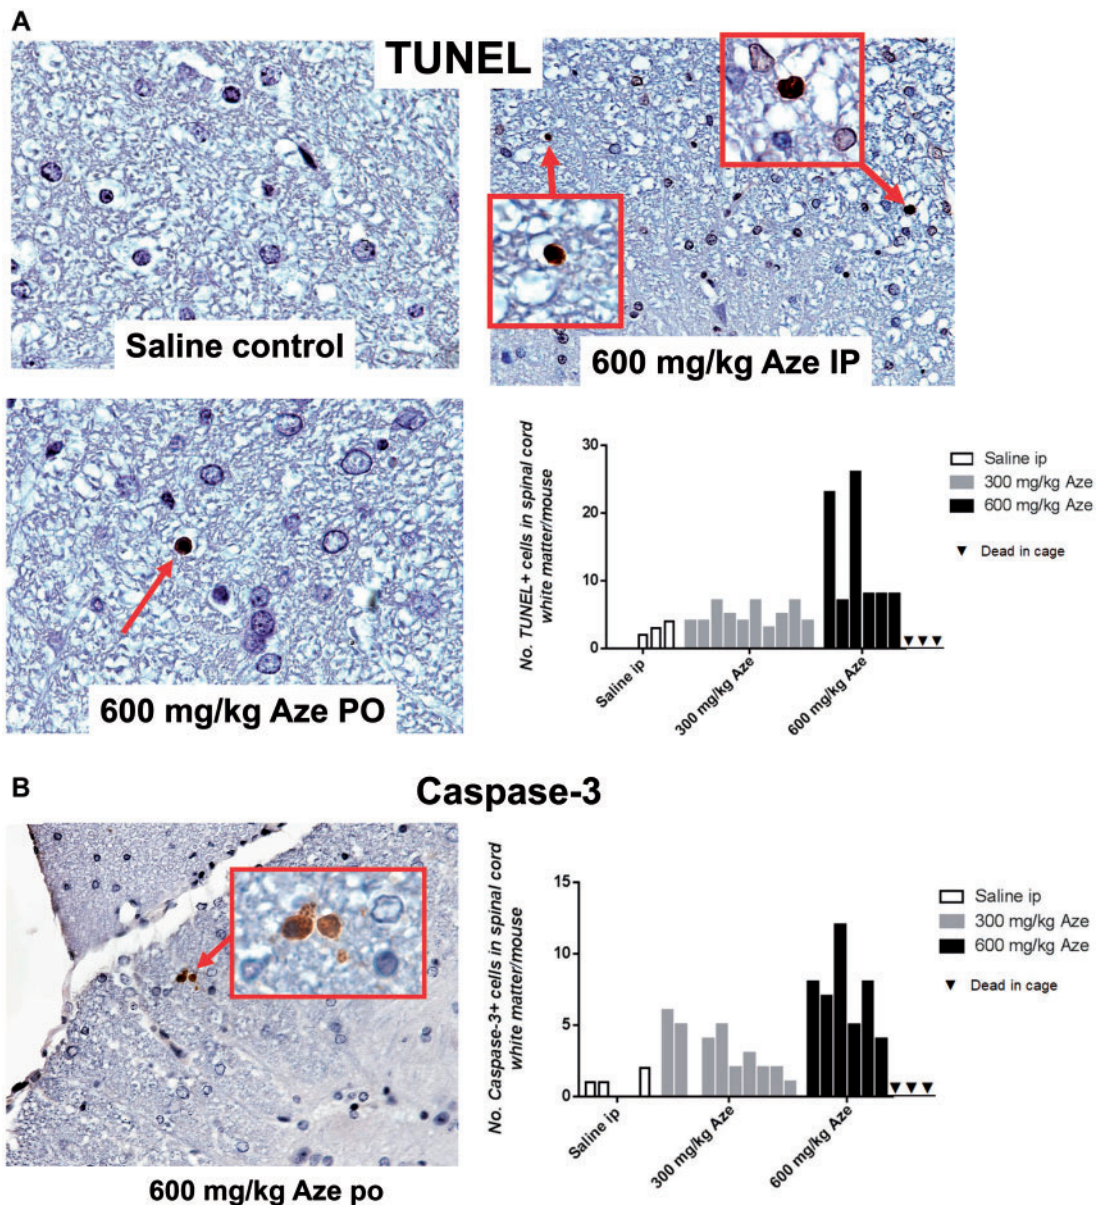 A
TUNEL
Saline control
600 mg/kg Aze IP
600 mg/kg Aze PO
No. TUNEL+ cells in spinal cord
white matter/mouse
30
20
10
0
Saline ip
300 mg/kg Aze
600 mg/kg Aze
Saline ip
300 mg/kg Aze
600 mg/kg Aze
Dead in cage
B
Caspase-3
600 mg/kg Aze po
No. Caspase-3+ cells in spinal cord
white matter/mouse
15
10
5
0
Saline ip
300 mg/kg Aze
600 mg/kg Aze
Saline ip
300 mg/kg Aze
600 mg/kg Aze
Dead in cage